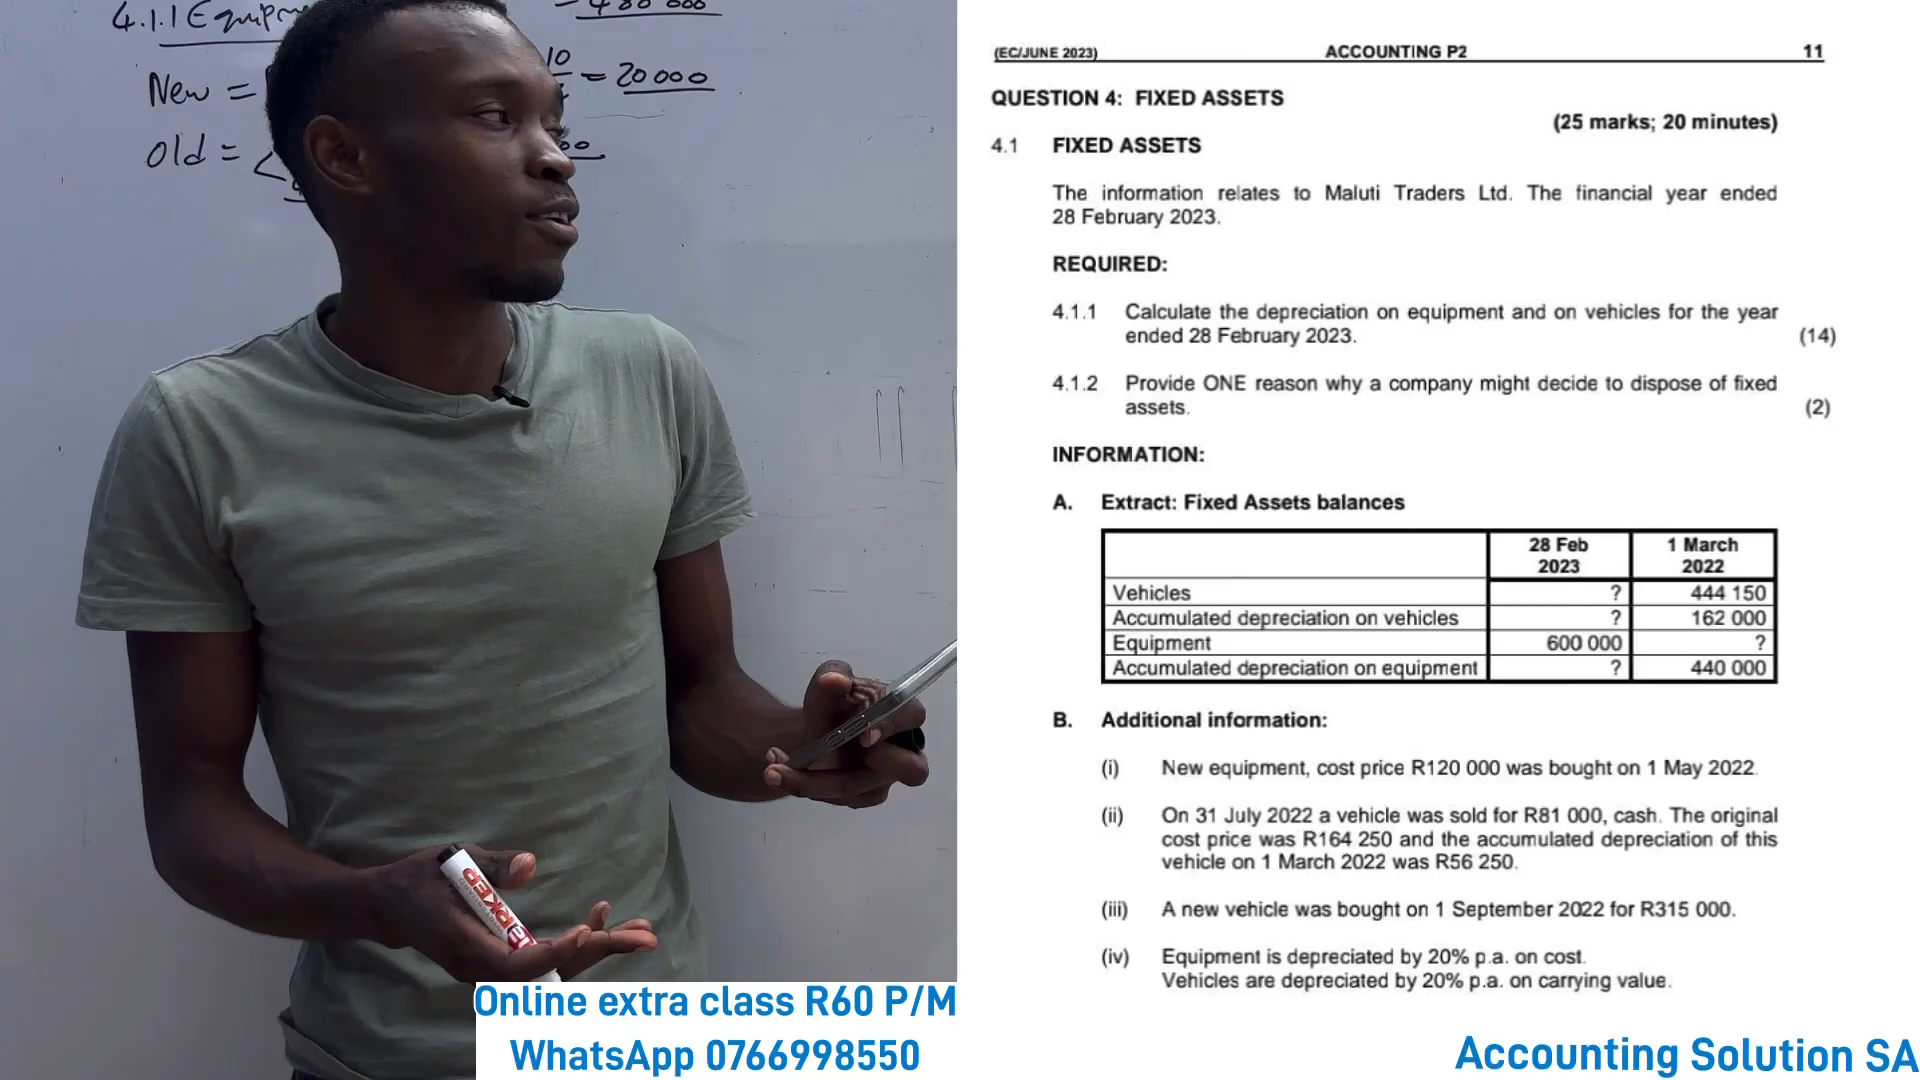 4.1.1 Equipme
= 480 000
New =
10
= 20 000
Old =
(EC/JUNE 2023) ACCOUNTING P2 11
QUESTION 4: FIXED ASSETS
(25 marks; 20 minutes)
4.1 FIXED ASSETS
The information relates to Maluti Traders Ltd. The financial year ended
28 February 2023.
REQUIRED:
4.1.1 Calculate the depreciation on equipment and on vehicles for the year
ended 28 February 2023. (14)
4.1.2 Provide ONE reason why a company might decide to dispose of fixed
assets. (2)
INFORMATION:
A. Extract: Fixed Assets balances
28 Feb 2023 1 March 2022
Vehicles ? 444 150
Accumulated depreciation on vehicles ? 162 000
Equipment 600 000 ?
Accumulated depreciation on equipment ? 440 000
B. Additional information:
(i) New equipment, cost price R120 000 was bought on 1 May 2022.
(ii) On 31 July 2022 a vehicle was sold for R81 000, cash. The original
cost price was R164 250 and the accumulated depreciation of this
vehicle on 1 March 2022 was R56 250.
(iii) A new vehicle was bought on 1 September 2022 for R315 000.
(iv) Equipment is depreciated by 20% p.a. on cost.
Vehicles are depreciated by 20% p.a. on carrying value.
Online extra class R60 P/M
WhatsApp 0766998550
Accounting Solution SA